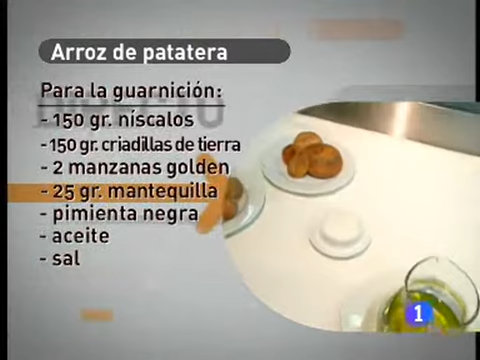 Arroz de patatera
Para la guarnición:
- 150 gr. níscalos
- 150 gr. criadillas de tierra
- 2 manzanas golden
- 25 gr. mantequilla
- pimienta negra
- aceite
- sal
1